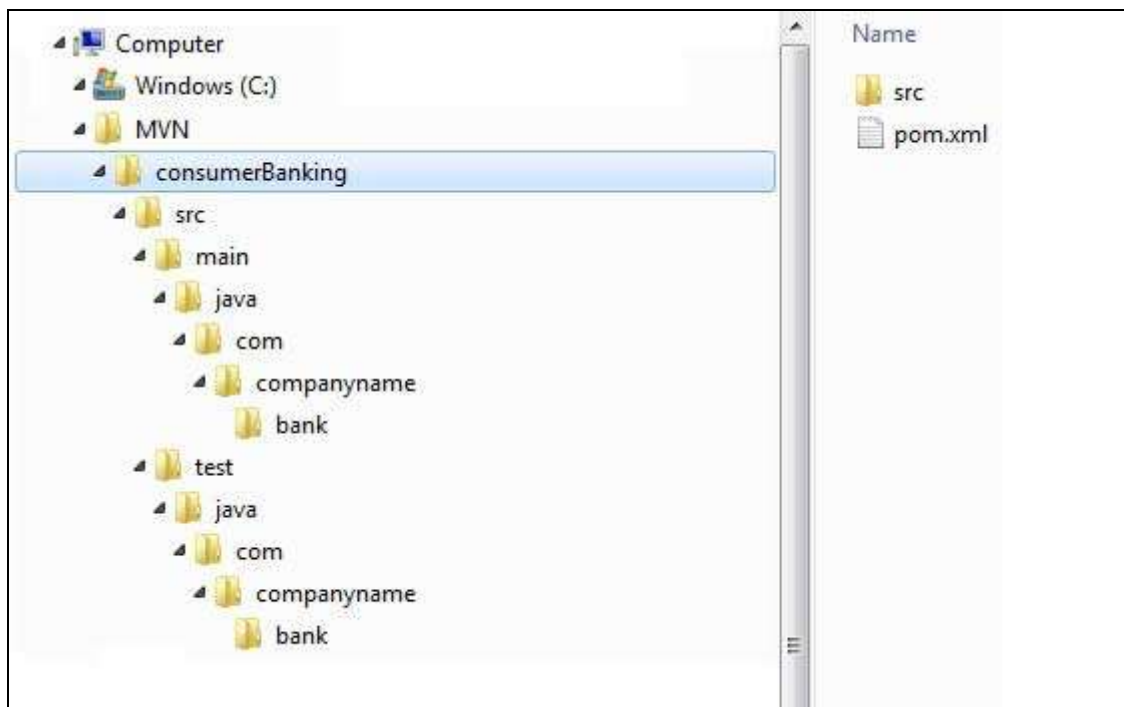 Computer
Windows (C:)
MVN
consumerBanking
src
main
java
com
companyname
bank
test
java
com
companyname
bank
Name
src
pom.xml